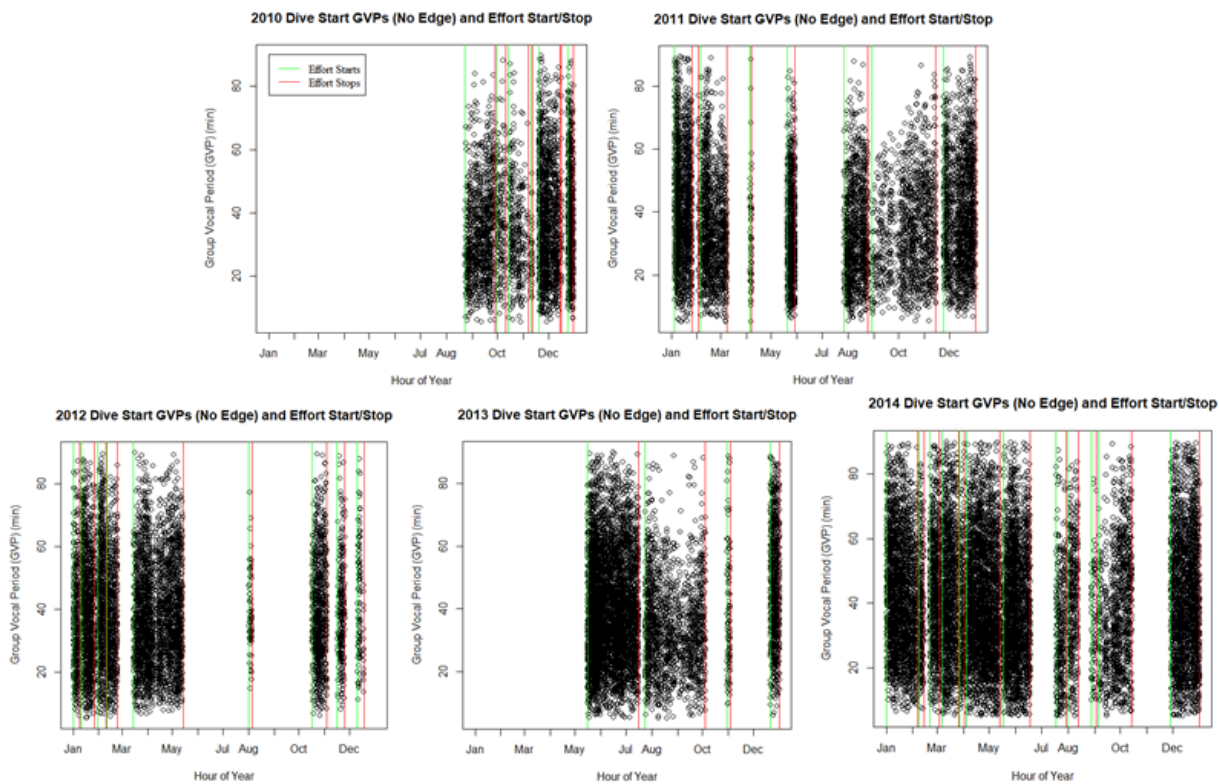 2010 Dive Start GVPs (No Edge) and Effort Start/Stop
2011 Dive Start GVPs (No Edge) and Effort Start/Stop
Effort Starts
Effort Stops
Group Vocal Period (GVP) (min)
20 40 60 80
Jan Mar May Jul Aug Oct Dec
Hour of Year
Group Vocal Period (GVP) (min)
20 40 60 80
Jan Mar May Jul Aug Oct Dec
Hour of Year
2012 Dive Start GVPs (No Edge) and Effort Start/Stop
2013 Dive Start GVPs (No Edge) and Effort Start/Stop
2014 Dive Start GVPs (No Edge) and Effort Start/Stop
Group Vocal Period (GVP) (min)
20 40 60 80
Jan Mar May Aug Oct Dec
Hour of Year
Group Vocal Period (GVP) (min)
20 40 60 80
Jan Mar May Jul Aug Oct Dec
Hour of Year
Group Vocal Period (GVP) (min)
20 40 60 80
Jan Mar May Jul Aug Oct Dec
Hour of Year